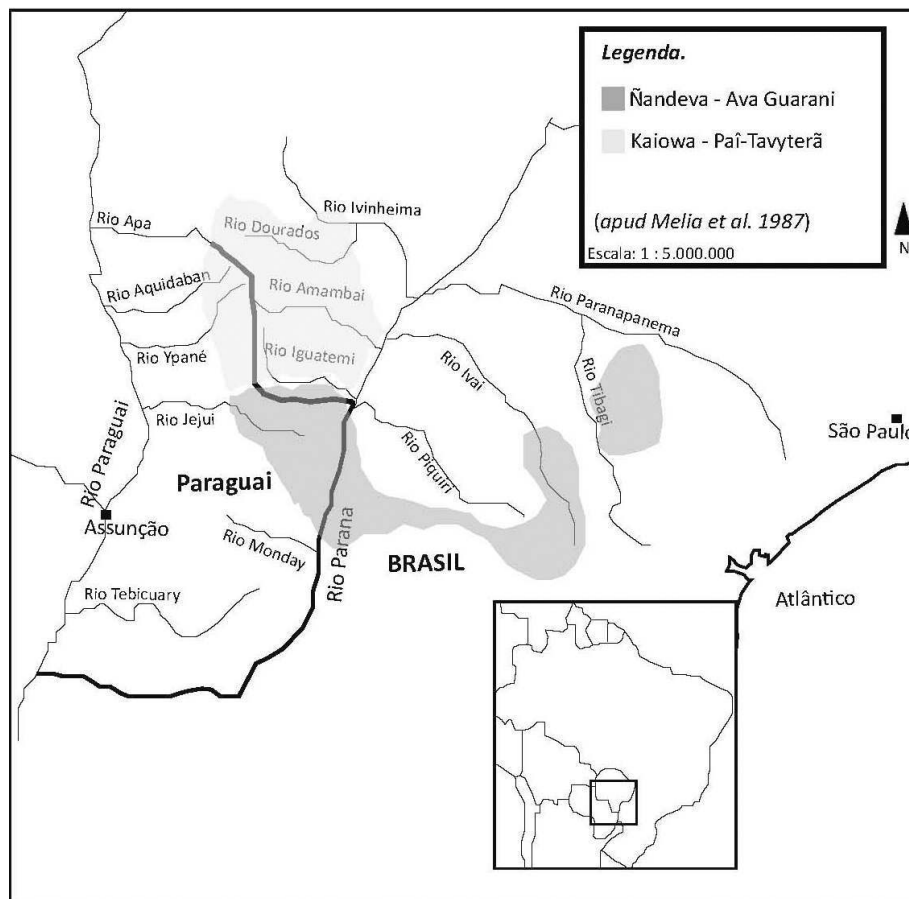 Legenda.
Ñandeva - Ava Guarani
Kaiowa - Paî-Tavyterã
(apud Melia et al. 1987)
Escala: 1 : 5.000.000
N
Rio Apa
Rio Dourados
Rio Ivinheima
Rio Aquidaban
Rio Amambai
Rio Paranapanema
Rio Ypané
Rio Iguatemi
Rio Ivai
Rio Tibagi
Rio Jejui
Rio Piquiri
São Paulo
Rio Paraguai
Paraguai
Assunção
Rio Monday
Rio Parana
BRASIL
Rio Tebicuary
Atlântico